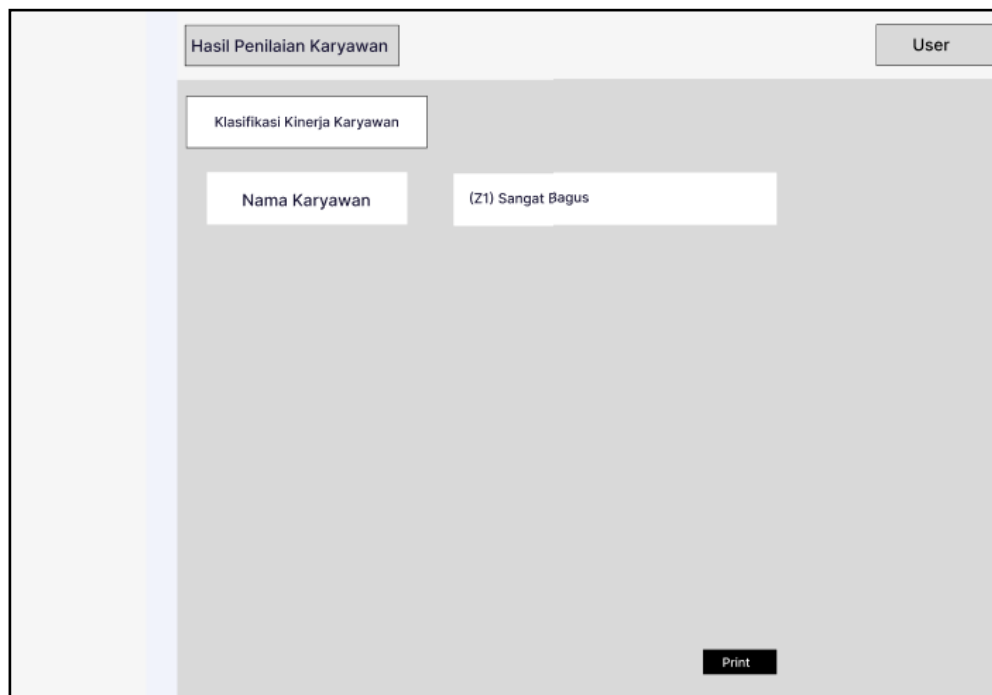 Hasil Penilaian Karyawan
User
Klasifikasi Kinerja Karyawan
Nama Karyawan
(Z1) Sangat Bagus
Print